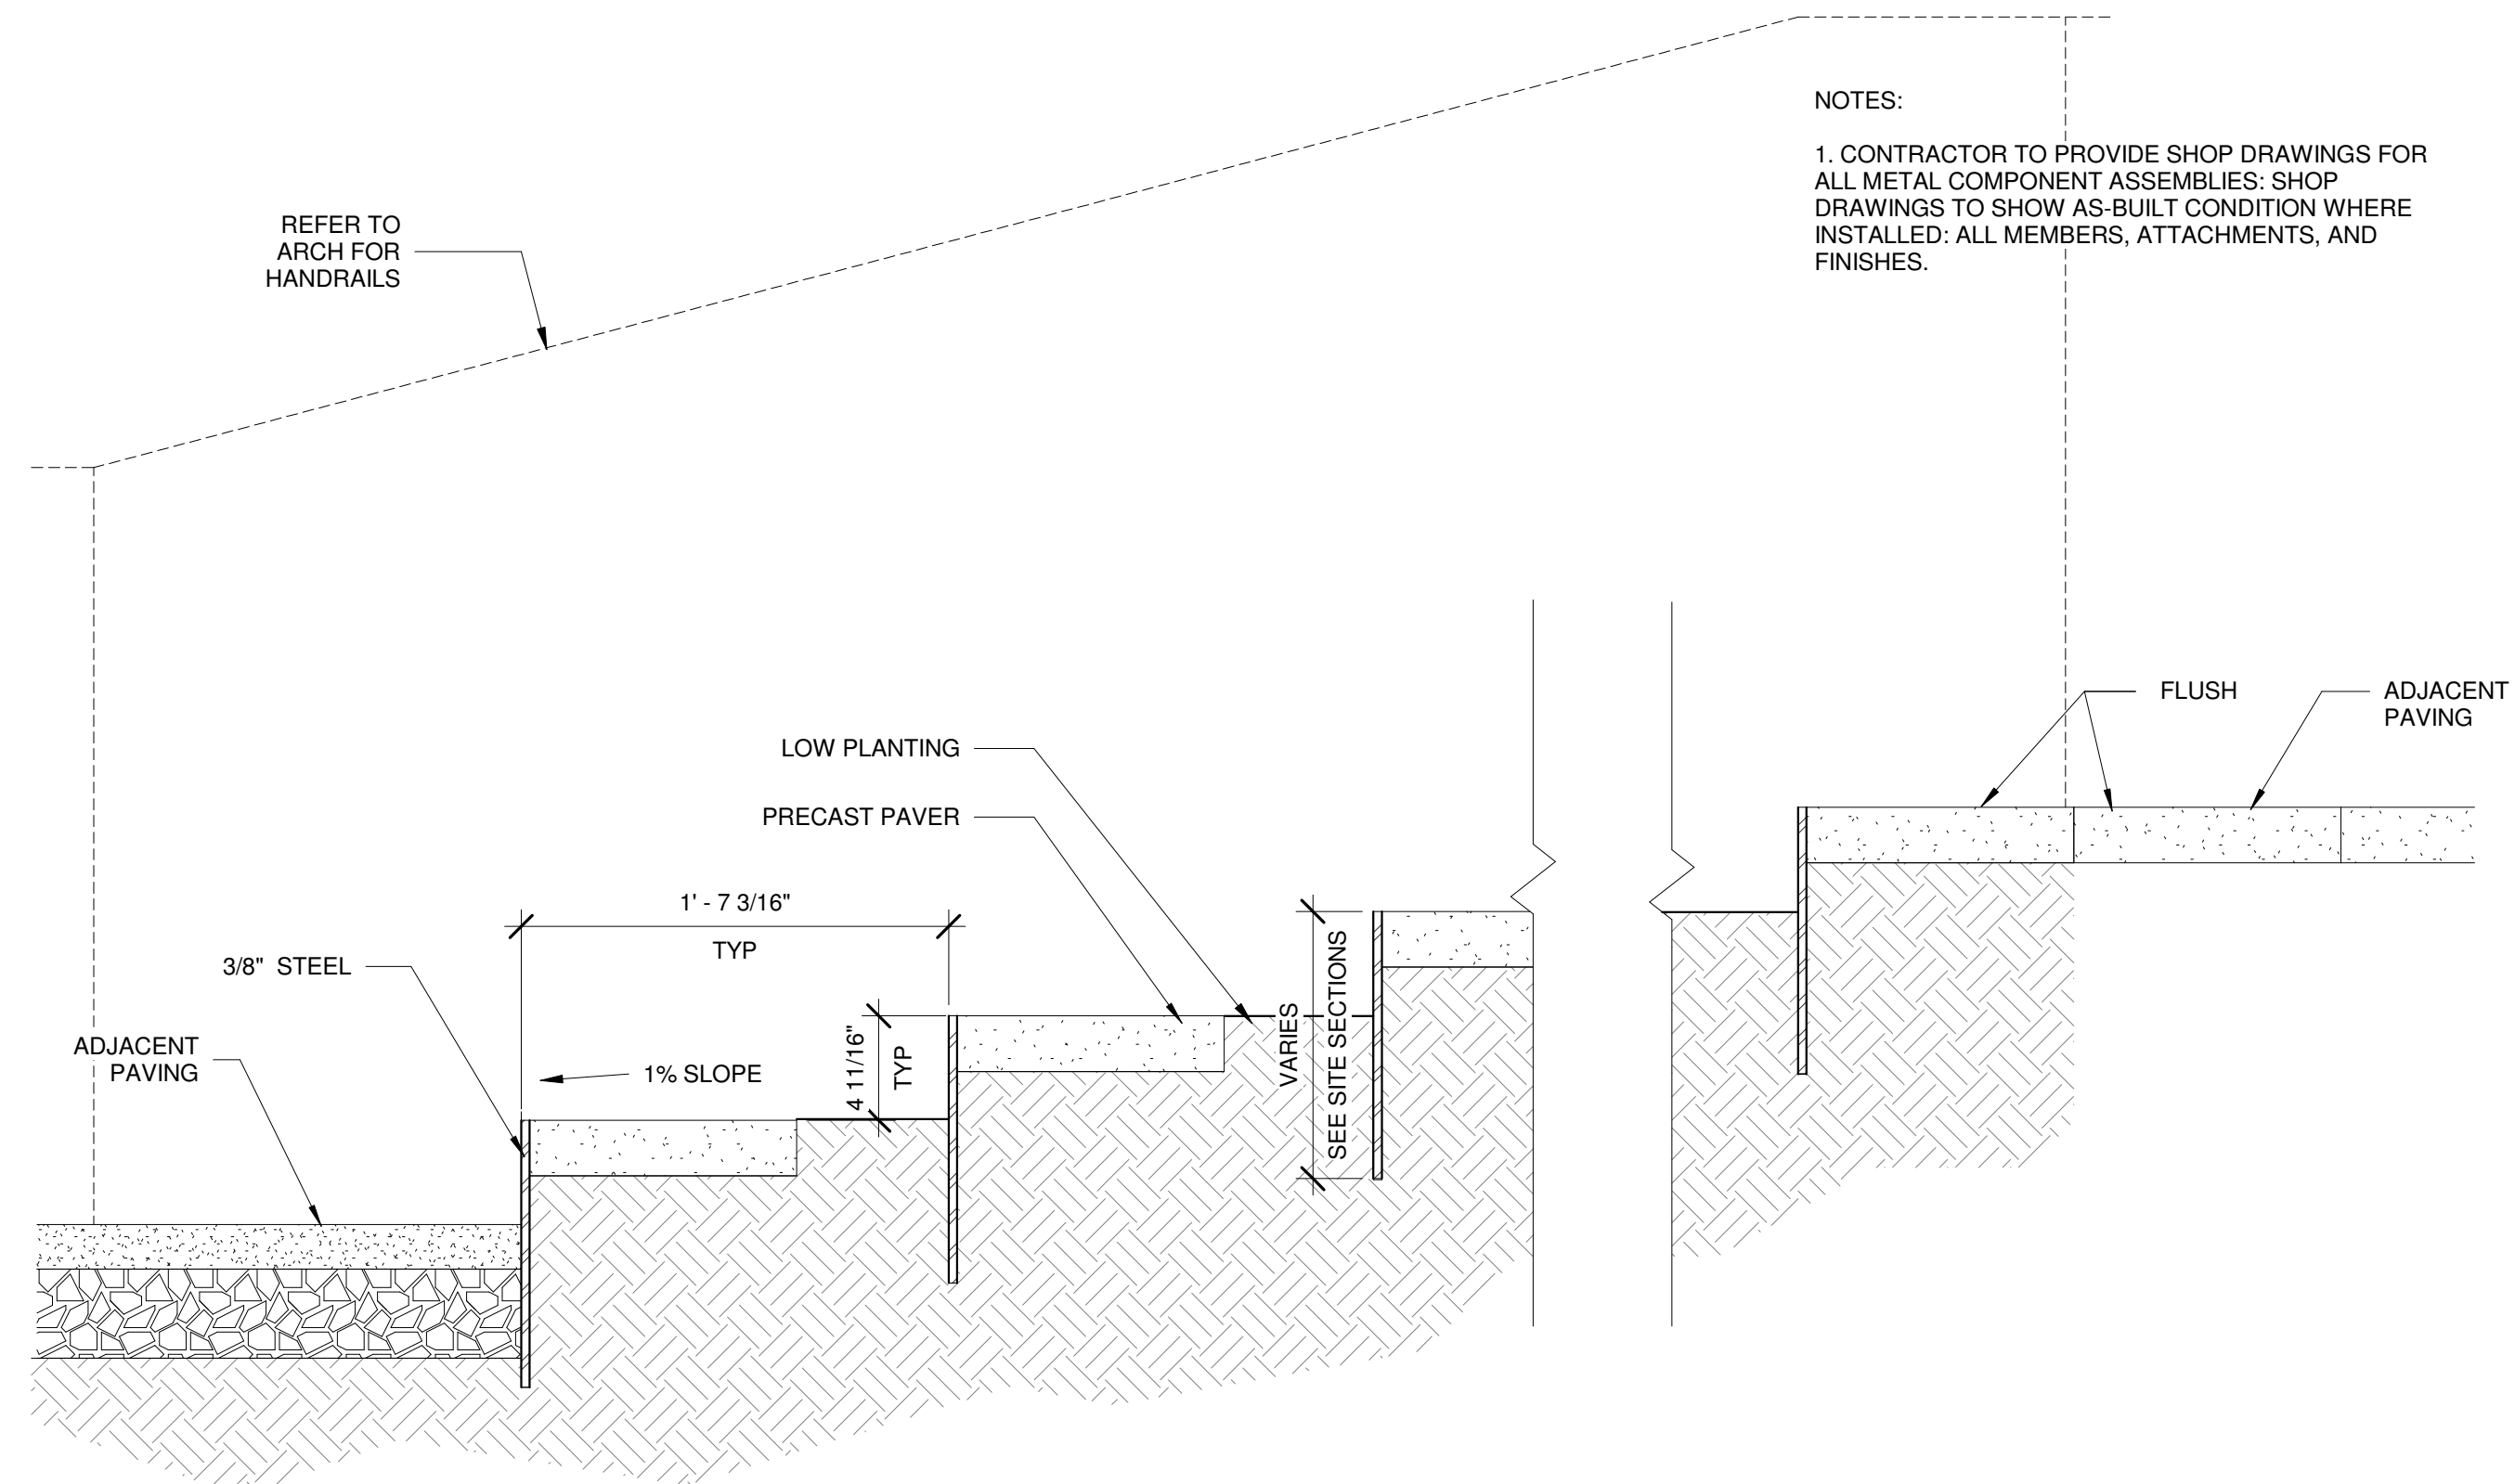 NOTES:
1. CONTRACTOR TO PROVIDE SHOP DRAWINGS FOR
ALL METAL COMPONENT ASSEMBLIES: SHOP
DRAWINGS TO SHOW AS-BUILT CONDITION WHERE
INSTALLED: ALL MEMBERS, ATTACHMENTS, AND
FINISHES.
REFER TO
ARCH FOR
HANDRAILS
FLUSH
ADJACENT
PAVING
LOW PLANTING
PRECAST PAVER
1' - 7 3/16"
TYP
3/8" STEEL
ADJACENT
PAVING
1% SLOPE
4 11/16"
TYP
VARIES
SEE SITE SECTIONS